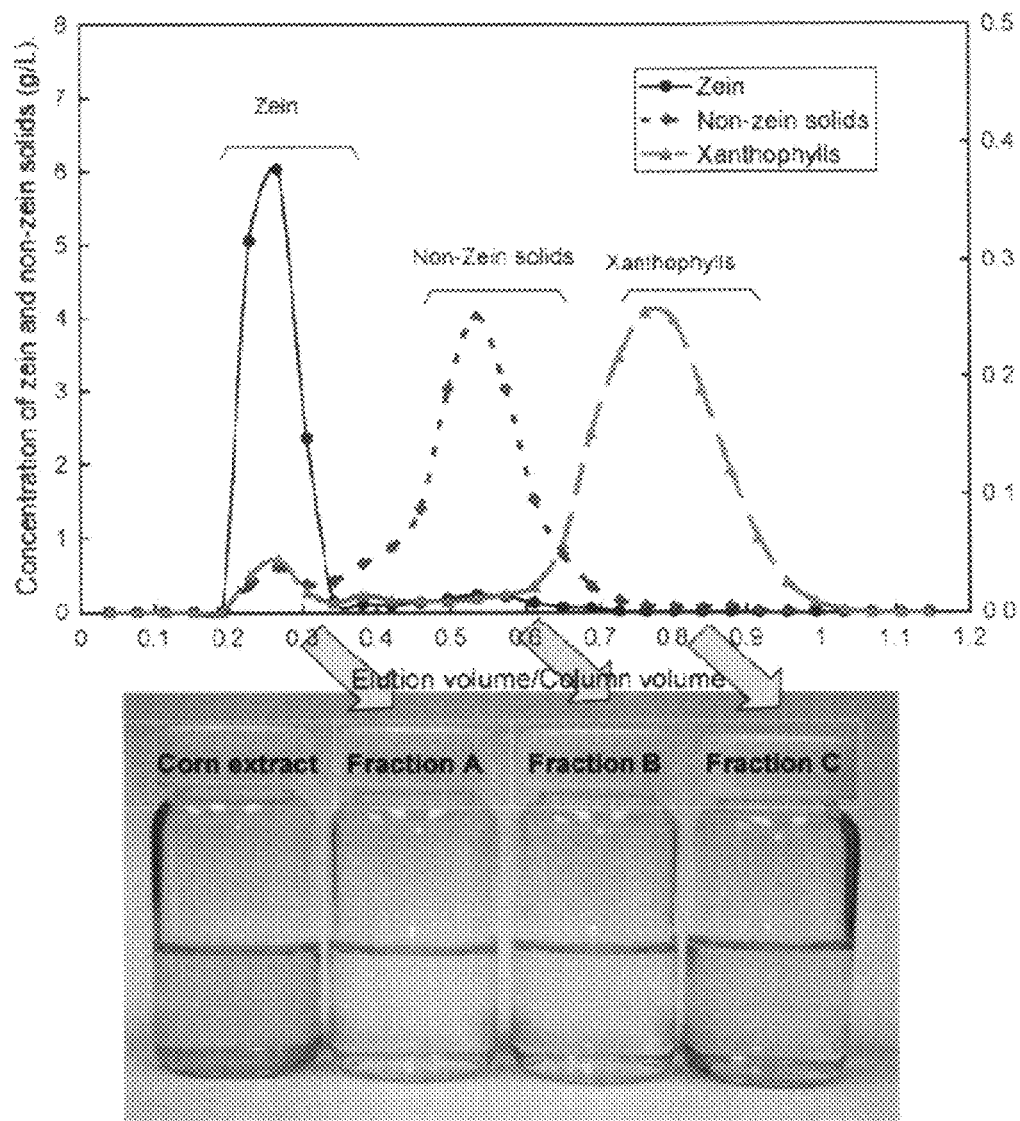 Concentration of zein and non-zein solids (g/L)
8
7
6
5
4
3
2
1
0
0.5
0.4
0.3
0.2
0.1
0.0
Zein
Non-zein solids
Xanthophylls
Zein
Non-Zein solids
Xanthophylls
0 0.1 0.2 0.3 0.4 0.5 0.6 0.7 0.8 0.9 1 1.1 1.2
Elution volume/Column volume
Corn extract Fraction A Fraction B Fraction C